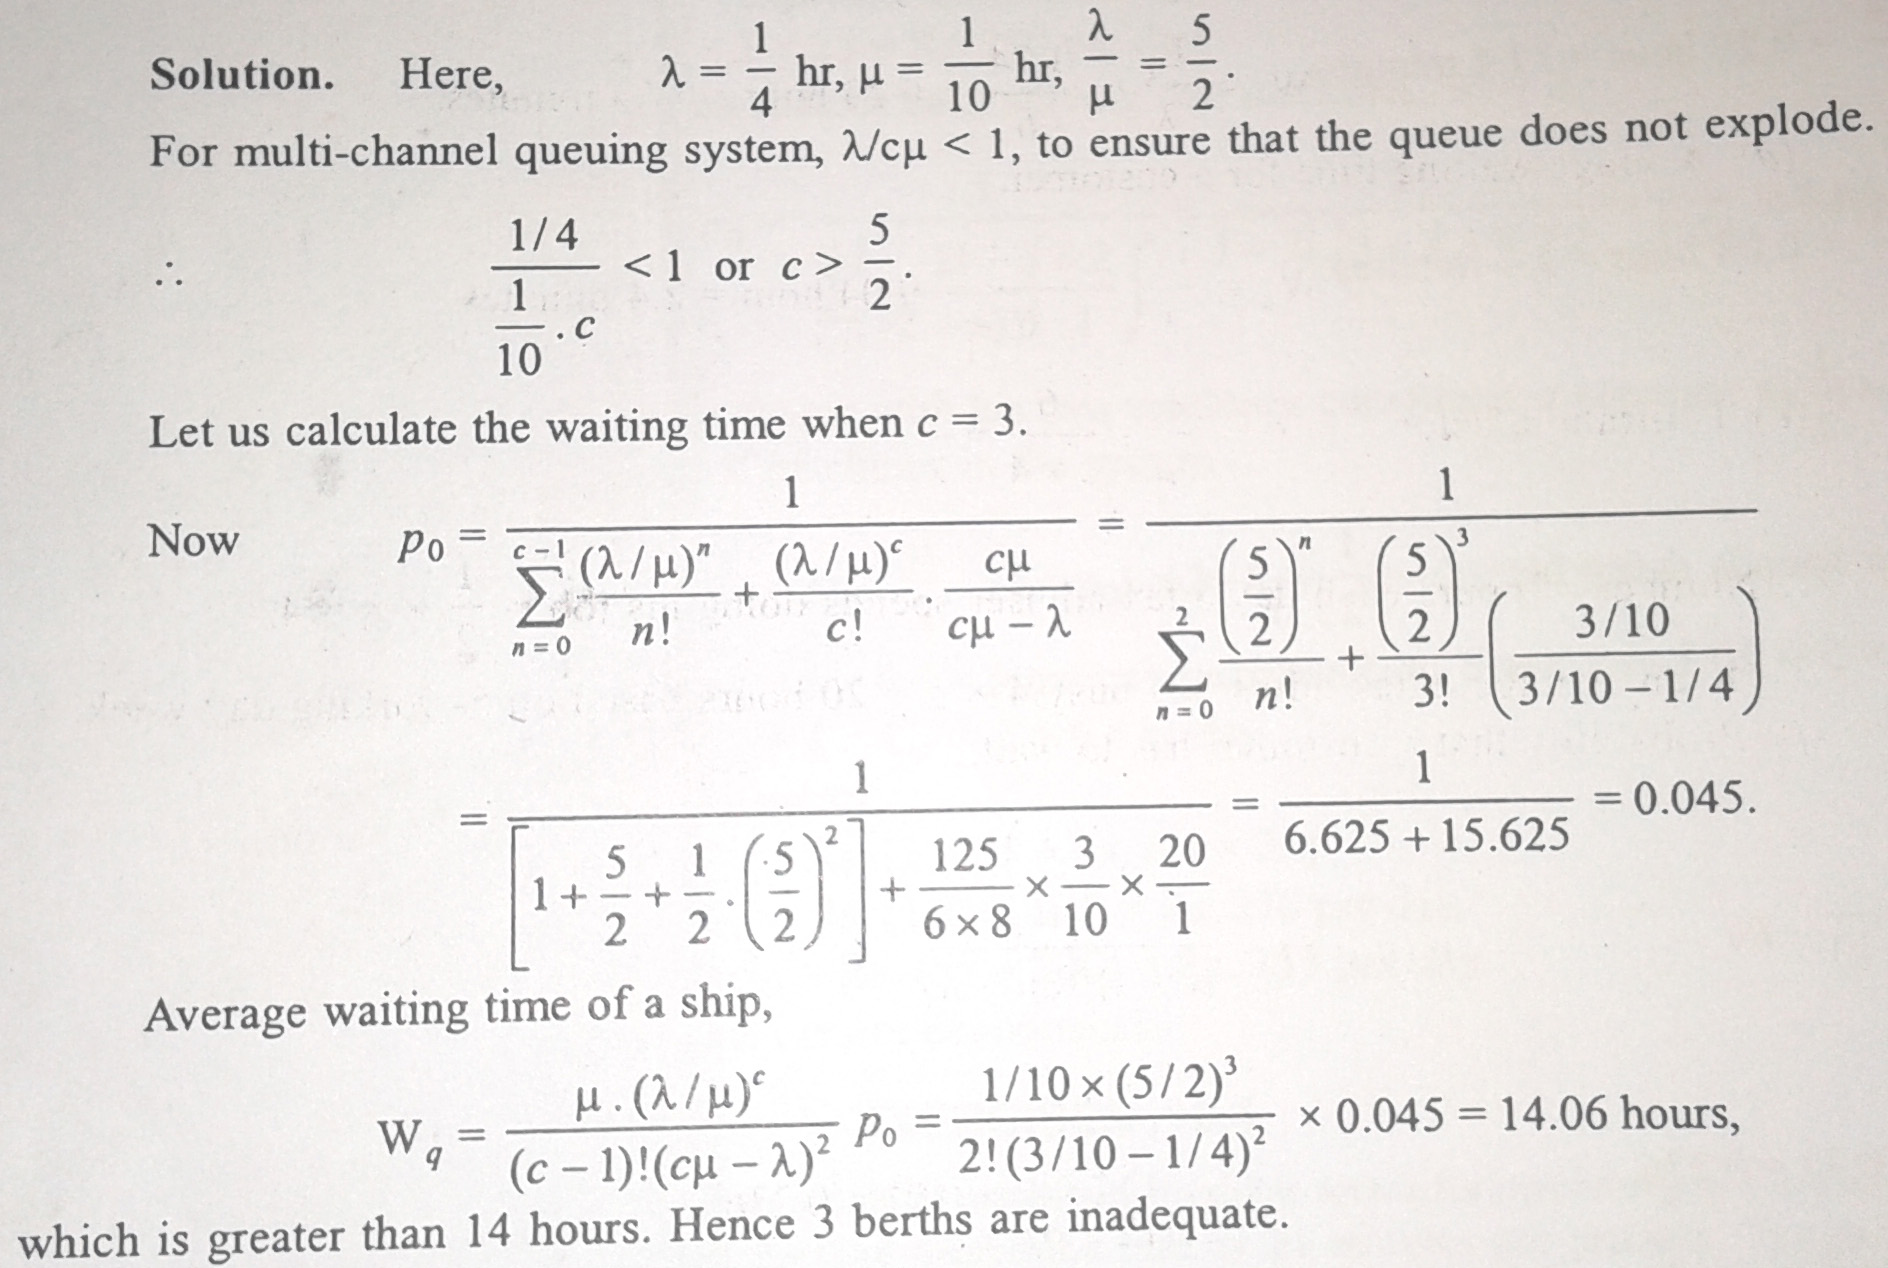 Solution. Here, λ = 1/4 hr, μ = 1/10 hr, λ/μ = 5/2.
For multi-channel queuing system, λ/cμ < 1, to ensure that the queue does not explode.
∴ (1/4)/((1/10).c) < 1 or c > 5/2.
Let us calculate the waiting time when c = 3.
Now p₀ = 1/(∑_{n=0}^{c−1} (λ/μ)ⁿ/n! + (λ/μ)ᶜ/c! . cμ/(cμ − λ)) = 1/(∑_{n=0}^{2} (5/2)ⁿ/n! + (5/2)³/3! ((3/10)/(3/10 − 1/4)))
= 1/([1 + 5/2 + 1/2 . (5/2)²] + 125/(6 × 8) × 3/10 × 20/1) = 1/(6.625 + 15.625) = 0.045.
Average waiting time of a ship,
W_q = μ . (λ/μ)ᶜ/((c − 1)!(cμ − λ)²) p₀ = (1/10 × (5/2)³)/(2!(3/10 − 1/4)²) × 0.045 = 14.06 hours,
which is greater than 14 hours. Hence 3 berths are inadequate.